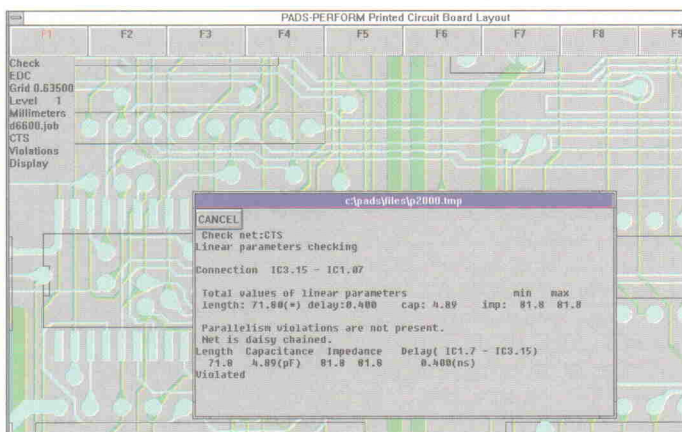 PADS-PERFORM Printed Circuit Board Layout
F1 F2 F3 F4 F5 F6 F7 F8 F9
Check
EDC
Grid 0.63500
Level 1
Millimeters
d6600.job
CTS
Violations
Display
c:\pads\files\p2000.tmp
CANCEL
Check net:CTS
Linear parameters checking
Connection IC3.15 - IC1.07
Total values of linear parameters min max
length: 71.80(*) delay:0.400 cap: 4.89 imp: 81.8 81.8
Parallelism violations are not present.
Net is daisy chained.
Length Capacitance Impedance Delay( IC1.7 - IC3.15)
71.8 4.89(pF) 81.8 81.8 0.400(ns)
Violated